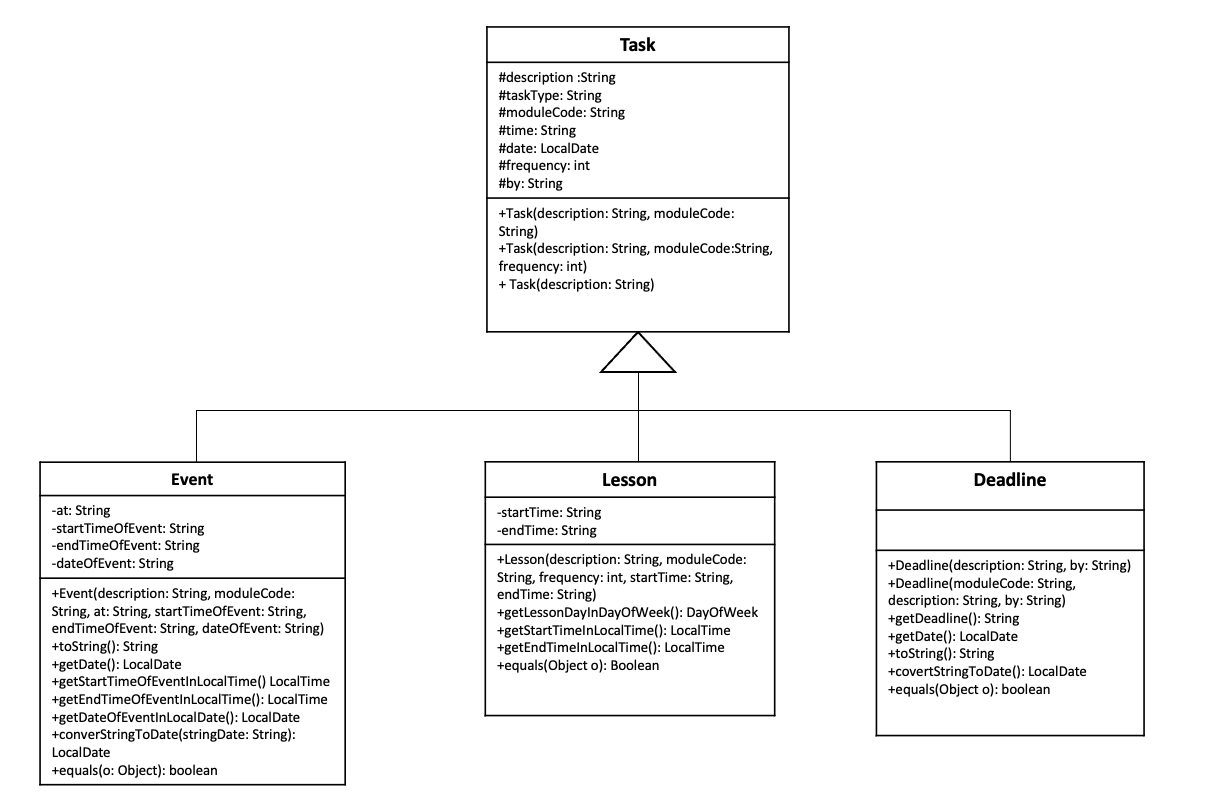 Task
#description :String
#taskType: String
#moduleCode: String
#time: String
#date: LocalDate
#frequency: int
#by: String
+Task(description: String, moduleCode:
String)
+Task(description: String, moduleCode:String,
frequency: int)
+ Task(description: String)
Event
-at: String
-startTimeOfEvent: String
-endTimeOfEvent: String
-dateOfEvent: String
+Event(description: String, moduleCode:
String, at: String, startTimeOfEvent: String,
endTimeOfEvent: String, dateOfEvent: String)
+toString(): String
+getDate(): LocalDate
+getStartTimeOfEventInLocalTime() LocalTime
+getEndTimeOfEventInLocalTime(): LocalTime
+getDateOfEventInLocalDate(): LocalDate
+converStringToDate(stringDate: String):
LocalDate
+equals(o: Object): boolean
Lesson
-startTime: String
-endTime: String
+Lesson(description: String, moduleCode:
String, frequency: int, startTime: String,
endTime: String)
+getLessonDayInDayOfWeek(): DayOfWeek
+getStartTimeInLocalTime(): LocalTime
+getEndTimeInLocalTime(): LocalTime
+equals(Object o): Boolean
Deadline
+Deadline(description: String, by: String)
+Deadline(moduleCode: String,
description: String, by: String)
+getDeadline(): String
+getDate(): LocalDate
+toString(): String
+covertStringToDate(): LocalDate
+equals(Object o): boolean